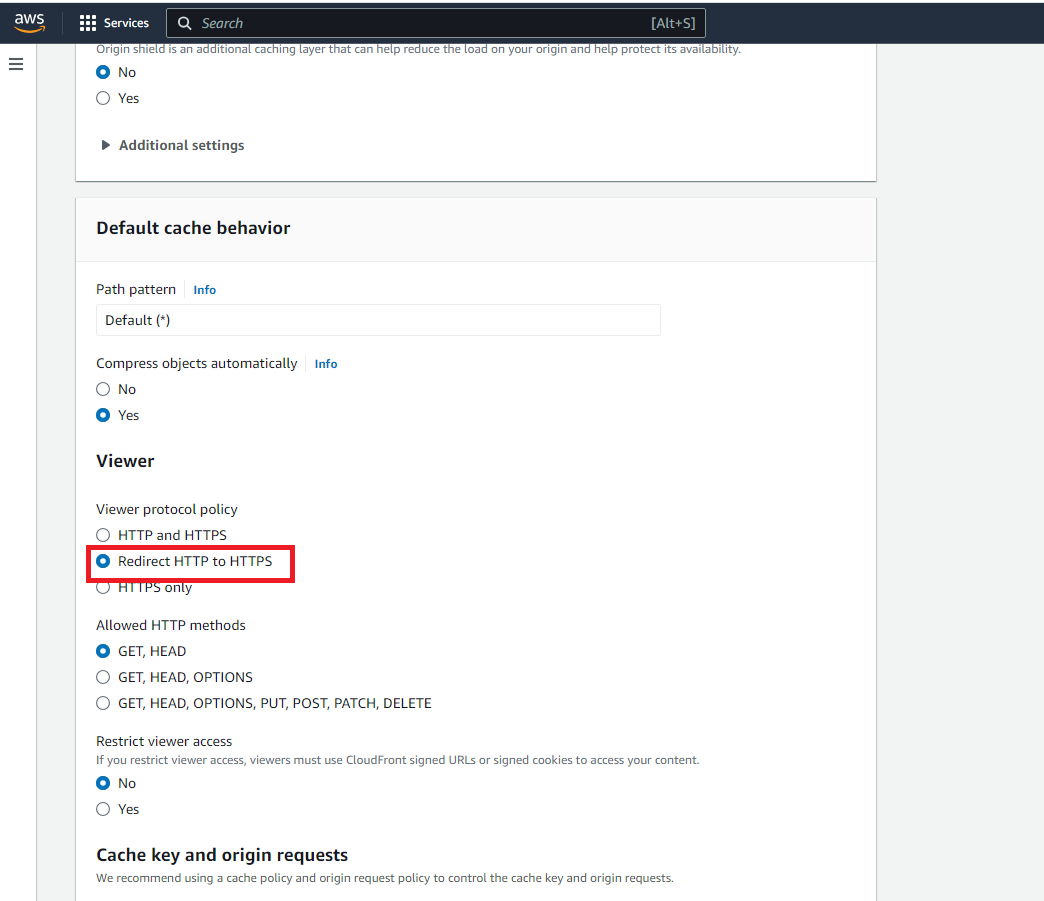 aws
Services
Search
[Alt+S]
Origin shield is an additional caching layer that can help reduce the load on your origin and help protect its availability.
No
Yes
Additional settings
Default cache behavior
Path pattern Info
Default (*)
Compress objects automatically Info
No
Yes
Viewer
Viewer protocol policy
HTTP and HTTPS
Redirect HTTP to HTTPS
HTTPS only
Allowed HTTP methods
GET, HEAD
GET, HEAD, OPTIONS
GET, HEAD, OPTIONS, PUT, POST, PATCH, DELETE
Restrict viewer access
If you restrict viewer access, viewers must use CloudFront signed URLs or signed cookies to access your content.
No
Yes
Cache key and origin requests
We recommend using a cache policy and origin request policy to control the cache key and origin requests.